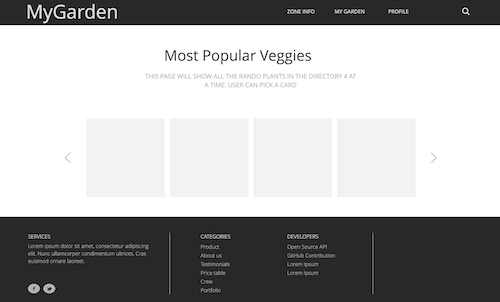 MyGarden
ZONE INFO
MY GARDEN
PROFILE
Most Popular Veggies
THIS PAGE WILL SHOW ALL THE RANDO PLANTS IN THE DIRECTORY 4 AT
A TIME. USER CAN PICK A CARD
SERVICES
Lorem ipsum dolor sit amet, consectetur adipiscing
elit. Nunc ullamcorper condimentum ultrices. Cras
euismod ornare laoreet.
CATEGORIES
Product
About us
Testimonials
Price table
Crew
Portfolio
DEVELOPERS
Open Source API
GitHub Contribution
Lorem Ipsum
Lorem Ipsum